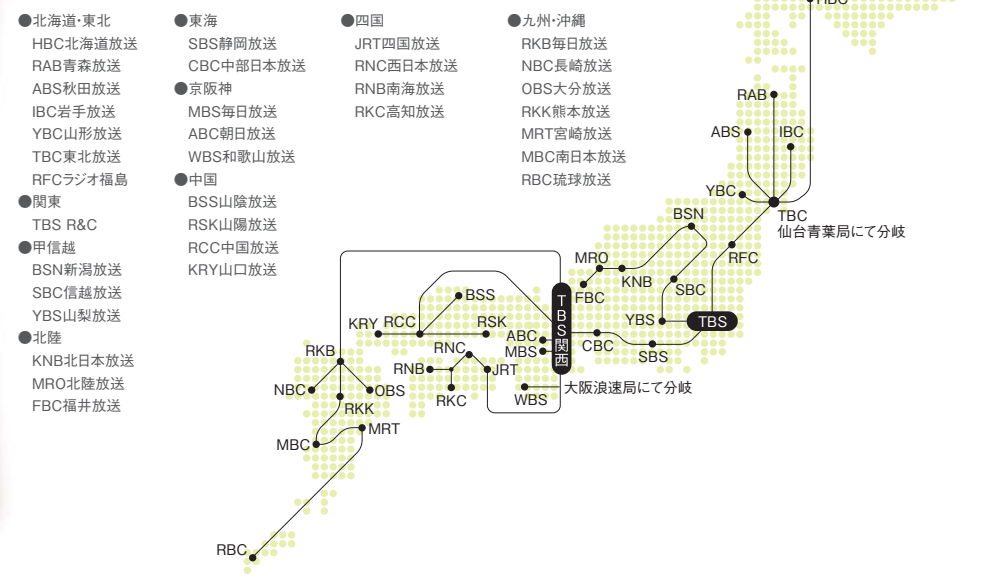 ●北海道・東北
HBC北海道放送
RAB青森放送
ABS秋田放送
IBC岩手放送
YBC山形放送
TBC東北放送
RFCラジオ福島
●関東
TBS R&C
●甲信越
BSN新潟放送
SBC信越放送
YBS山梨放送
●北陸
KNB北日本放送
MRO北陸放送
FBC福井放送
●東海
SBS静岡放送
CBC中部日本放送
●京阪神
MBS毎日放送
ABC朝日放送
WBS和歌山放送
●中国
BSS山陰放送
RSK山陽放送
RCC中国放送
KRY山口放送
●四国
JRT四国放送
RNC西日本放送
RNB南海放送
RKC高知放送
●九州・沖縄
RKB毎日放送
NBC長崎放送
OBS大分放送
RKK熊本放送
MRT宮崎放送
MBC南日本放送
RBC琉球放送
HBC
RAB
ABS
IBC
YBC
TBC
仙台青葉局にて分岐
BSN
RFC
MRO
KNB
FBC
SBC
YBS
TBS
TBS関西
CBC
SBS
ABC
MBS
WBS
大阪浪速局にて分岐
BSS
KRY
RCC
RSK
RNC
RNB
JRT
RKC
RKB
NBC
OBS
RKK
MRT
MBC
RBC